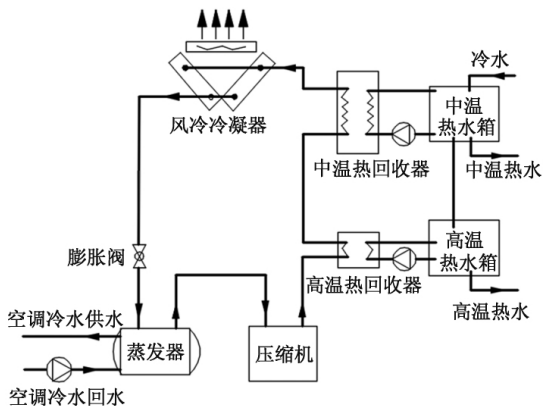 冷水
中温
热水箱
风冷冷凝器
中温热回收器
中温热水
高温
热水箱
膨胀阀
高温热回收器
高温热水
空调冷水供水
蒸发器
压缩机
空调冷水回水